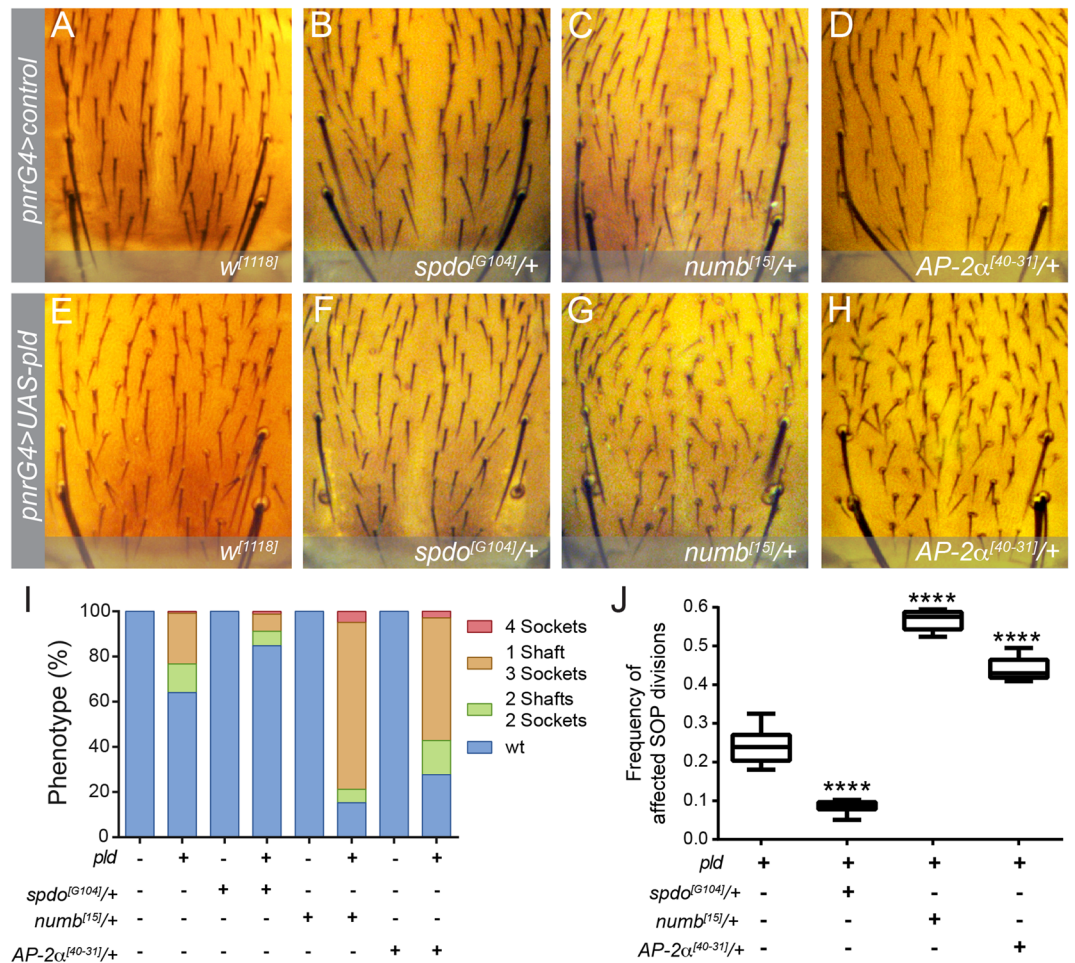 pnrG4>control
A
w[1118]
B
spdo[G104]/+
C
numb[15]/+
D
AP-2α[40-31]/+
pnrG4>UAS-pld
E
w[1118]
F
spdo[G104]/+
G
numb[15]/+
H
AP-2α[40-31]/+
I
Phenotype (%)
100
80
60
40
20
0
4 Sockets
1 Shaft
3 Sockets
2 Shafts
2 Sockets
wt
pld - + - + - + - +
spdo[G104]/+ - - + + - - - -
numb[15]/+ - - - - + + - -
AP-2α[40-31]/+ - - - - - - + +
J
Frequency of
affected SOP divisions
0.6
0.5
0.4
0.3
0.2
0.1
0.0
****
****
****
pld + + + +
spdo[G104]/+ - + - -
numb[15]/+ - - + -
AP-2α[40-31]/+ - - - +